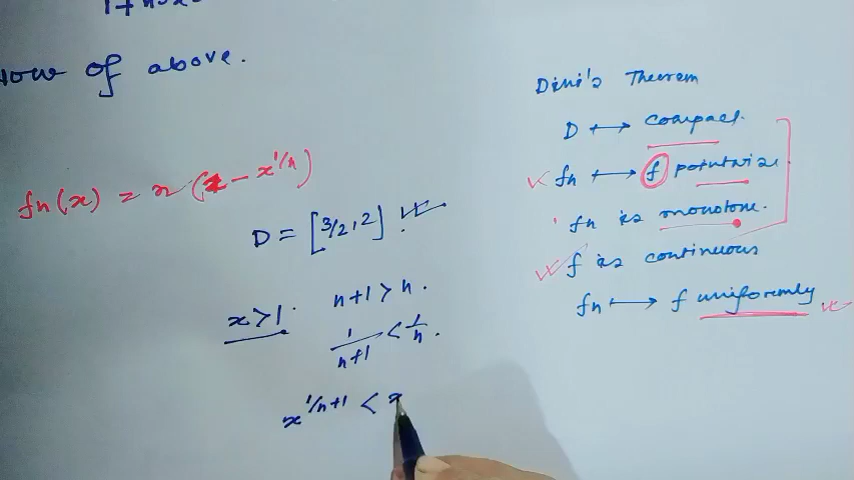 of above.
fn(x) = n(x - x^1/n)
D = [3/2, 2]
x > 1.
n+1 > n.
1/n+1 < 1/n.
x^1/n+1 < x
Dini's Theorem
D ⟷ compact.
fn ⟷ f pointwise
fn is monotone.
f is continuous
fn ⟷ f uniformly